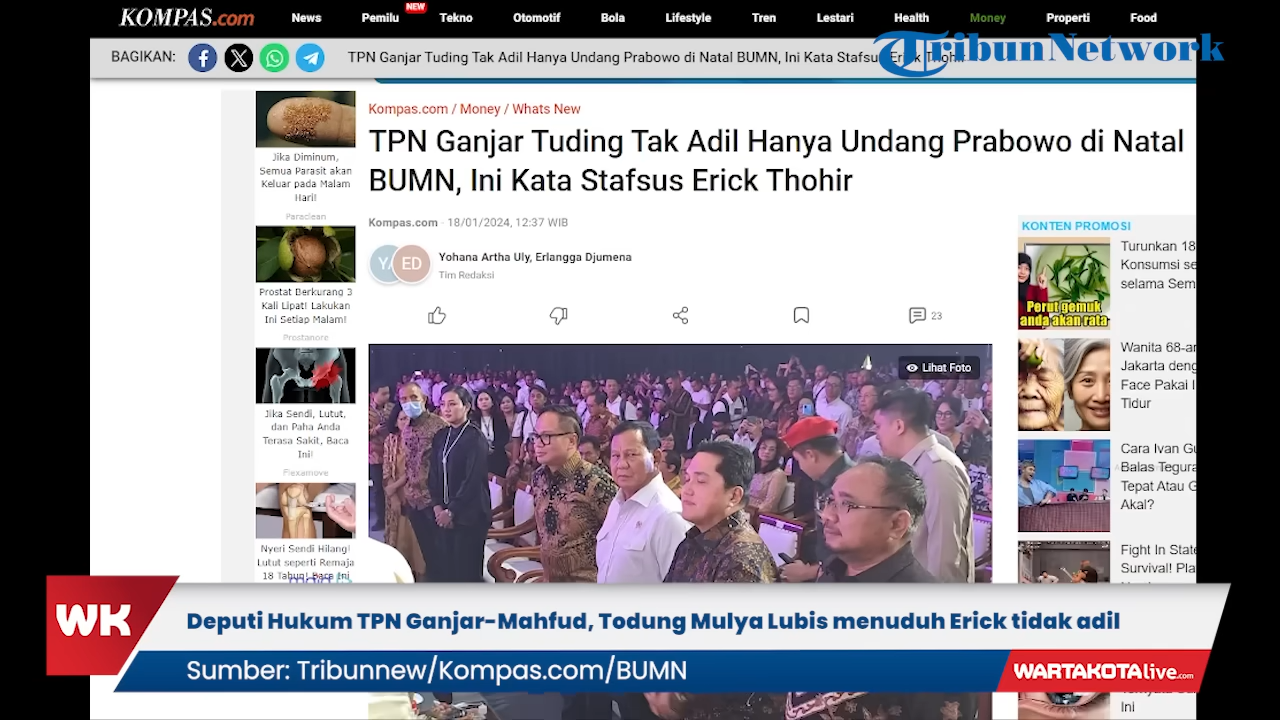 KOMPAS.com
News
Pemilu
NEW
Tekno
Otomotif
Bola
Lifestyle
Tren
Lestari
Health
Money
Properti
Food
BAGIKAN:
TPN Ganjar Tuding Tak Adil Hanya Undang Prabowo di Natal BUMN, Ini Kata Stafsus Erick Thohir
TribunNetwork
Kompas.com / Money / Whats New
TPN Ganjar Tuding Tak Adil Hanya Undang Prabowo di Natal
BUMN, Ini Kata Stafsus Erick Thohir
Kompas.com - 18/01/2024, 12:37 WIB
YA
ED
Yohana Artha Uly, Erlangga Djumena
Tim Redaksi
23
Lihat Foto
Jika Diminum,
Semua Parasit akan
Keluar pada Malam
Hari!
Paraclean
Prostat Berkurang 3
Kali Lipat! Lakukan
Ini Setiap Malam!
Prostanore
Jika Sendi, Lutut,
dan Paha Anda
Terasa Sakit, Baca
Ini!
Flexamove
Nyeri Sendi Hilang!
Lutut seperti Remaja
18 Tahun! Baca Ini
KONTEN PROMOSI
Turunkan 18
Konsumsi se
selama Sem
Perut gemuk
anda akan rata
Wanita 68-an
Jakarta deng
Face Pakai I
Tidur
Cara Ivan Gu
Balas Tegura
Tepat Atau G
Akal?
Fight In State
Survival! Pla
Ini
WK
Deputi Hukum TPN Ganjar-Mahfud, Todung Mulya Lubis menuduh Erick tidak adil
Sumber: Tribunnew/Kompas.com/BUMN
WARTAKOTAlive.com